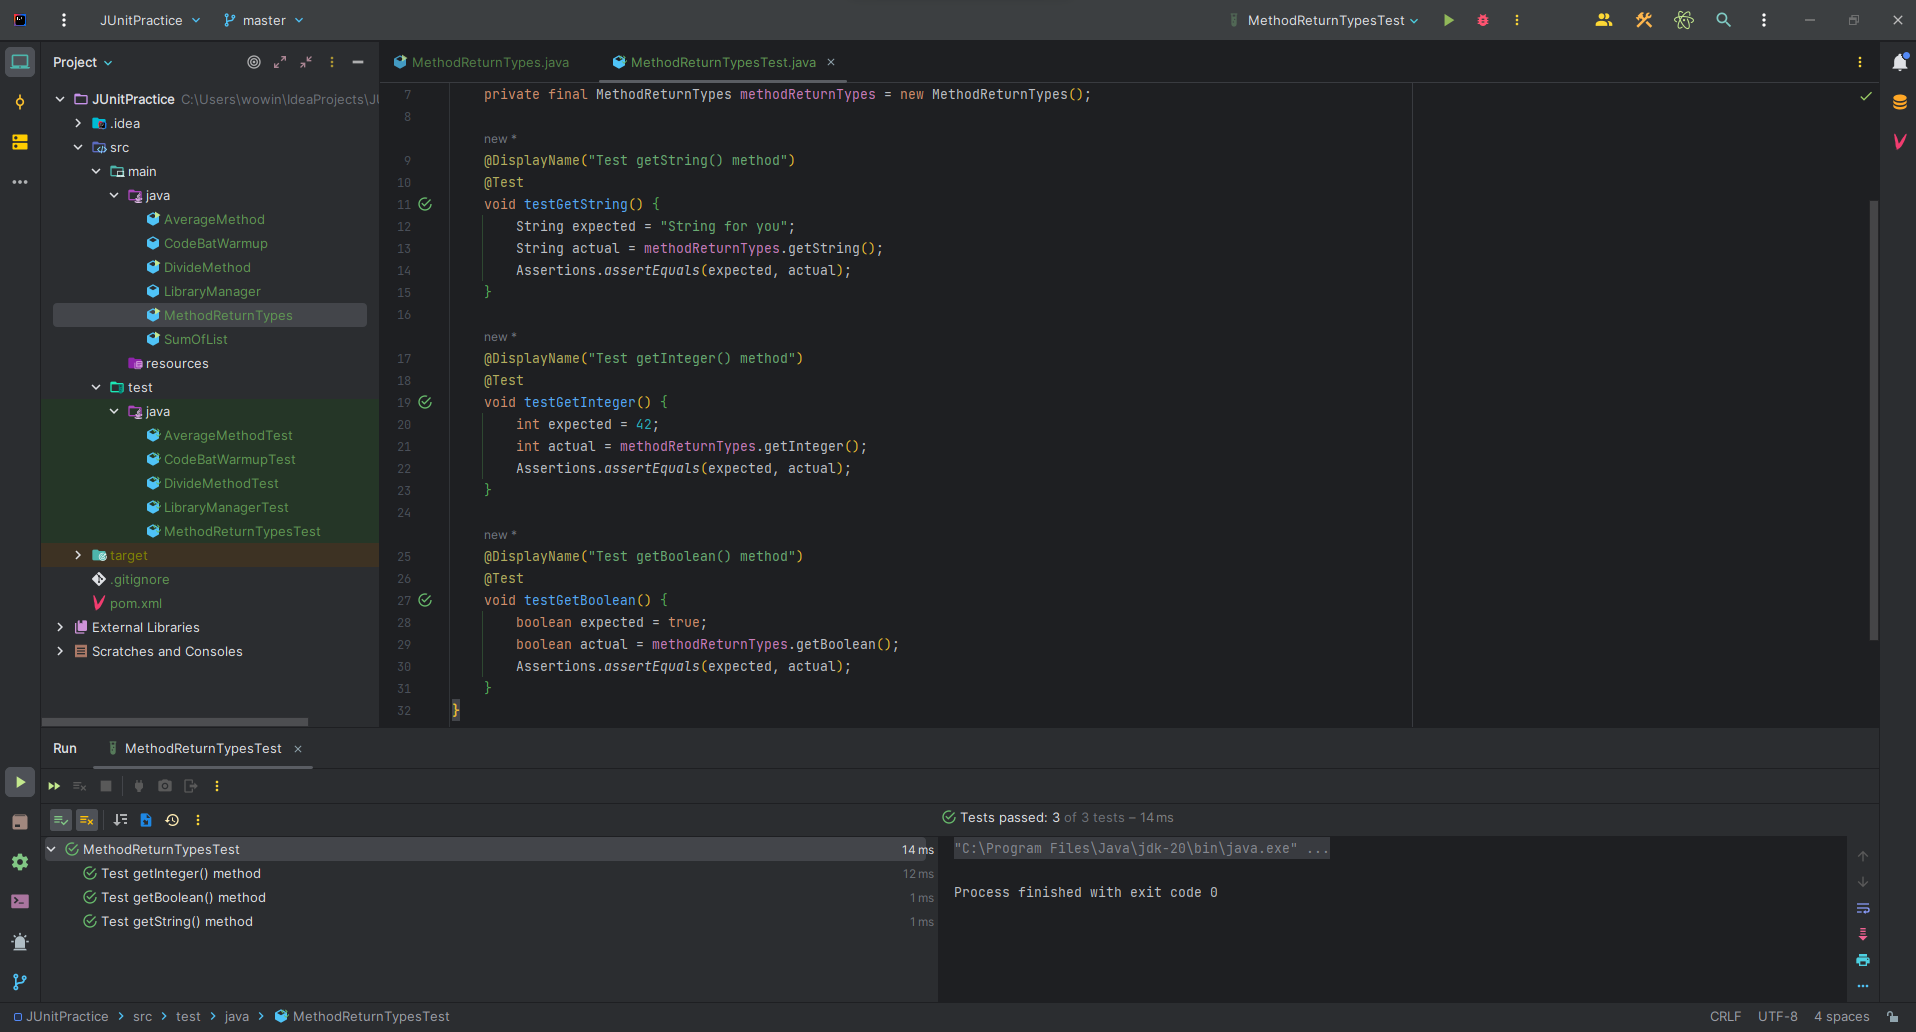 JUnitPractice master MethodReturnTypesTest
Project
MethodReturnTypes.java MethodReturnTypesTest.java
JUnitPractice C:\Users\wowin\IdeaProjects\JU
.idea
src
main
java
AverageMethod
CodeBatWarmup
DivideMethod
LibraryManager
MethodReturnTypes
SumOfList
resources
test
java
AverageMethodTest
CodeBatWarmupTest
DivideMethodTest
LibraryManagerTest
MethodReturnTypesTest
target
.gitignore
pom.xml
External Libraries
Scratches and Consoles
7 private final MethodReturnTypes methodReturnTypes = new MethodReturnTypes();
8
new *
9 @DisplayName("Test getString() method")
10 @Test
11 void testGetString() {
12 String expected = "String for you";
13 String actual = methodReturnTypes.getString();
14 Assertions.assertEquals(expected, actual);
15 }
16
new *
17 @DisplayName("Test getInteger() method")
18 @Test
19 void testGetInteger() {
20 int expected = 42;
21 int actual = methodReturnTypes.getInteger();
22 Assertions.assertEquals(expected, actual);
23 }
24
new *
25 @DisplayName("Test getBoolean() method")
26 @Test
27 void testGetBoolean() {
28 boolean expected = true;
29 boolean actual = methodReturnTypes.getBoolean();
30 Assertions.assertEquals(expected, actual);
31 }
32 }
Run MethodReturnTypesTest
Tests passed: 3 of 3 tests – 14 ms
MethodReturnTypesTest 14 ms
Test getInteger() method 12 ms
Test getBoolean() method 1 ms
Test getString() method 1 ms
"C:\Program Files\Java\jdk-20\bin\java.exe" ...
Process finished with exit code 0
JUnitPractice > src > test > java > MethodReturnTypesTest
CRLF UTF-8 4 spaces